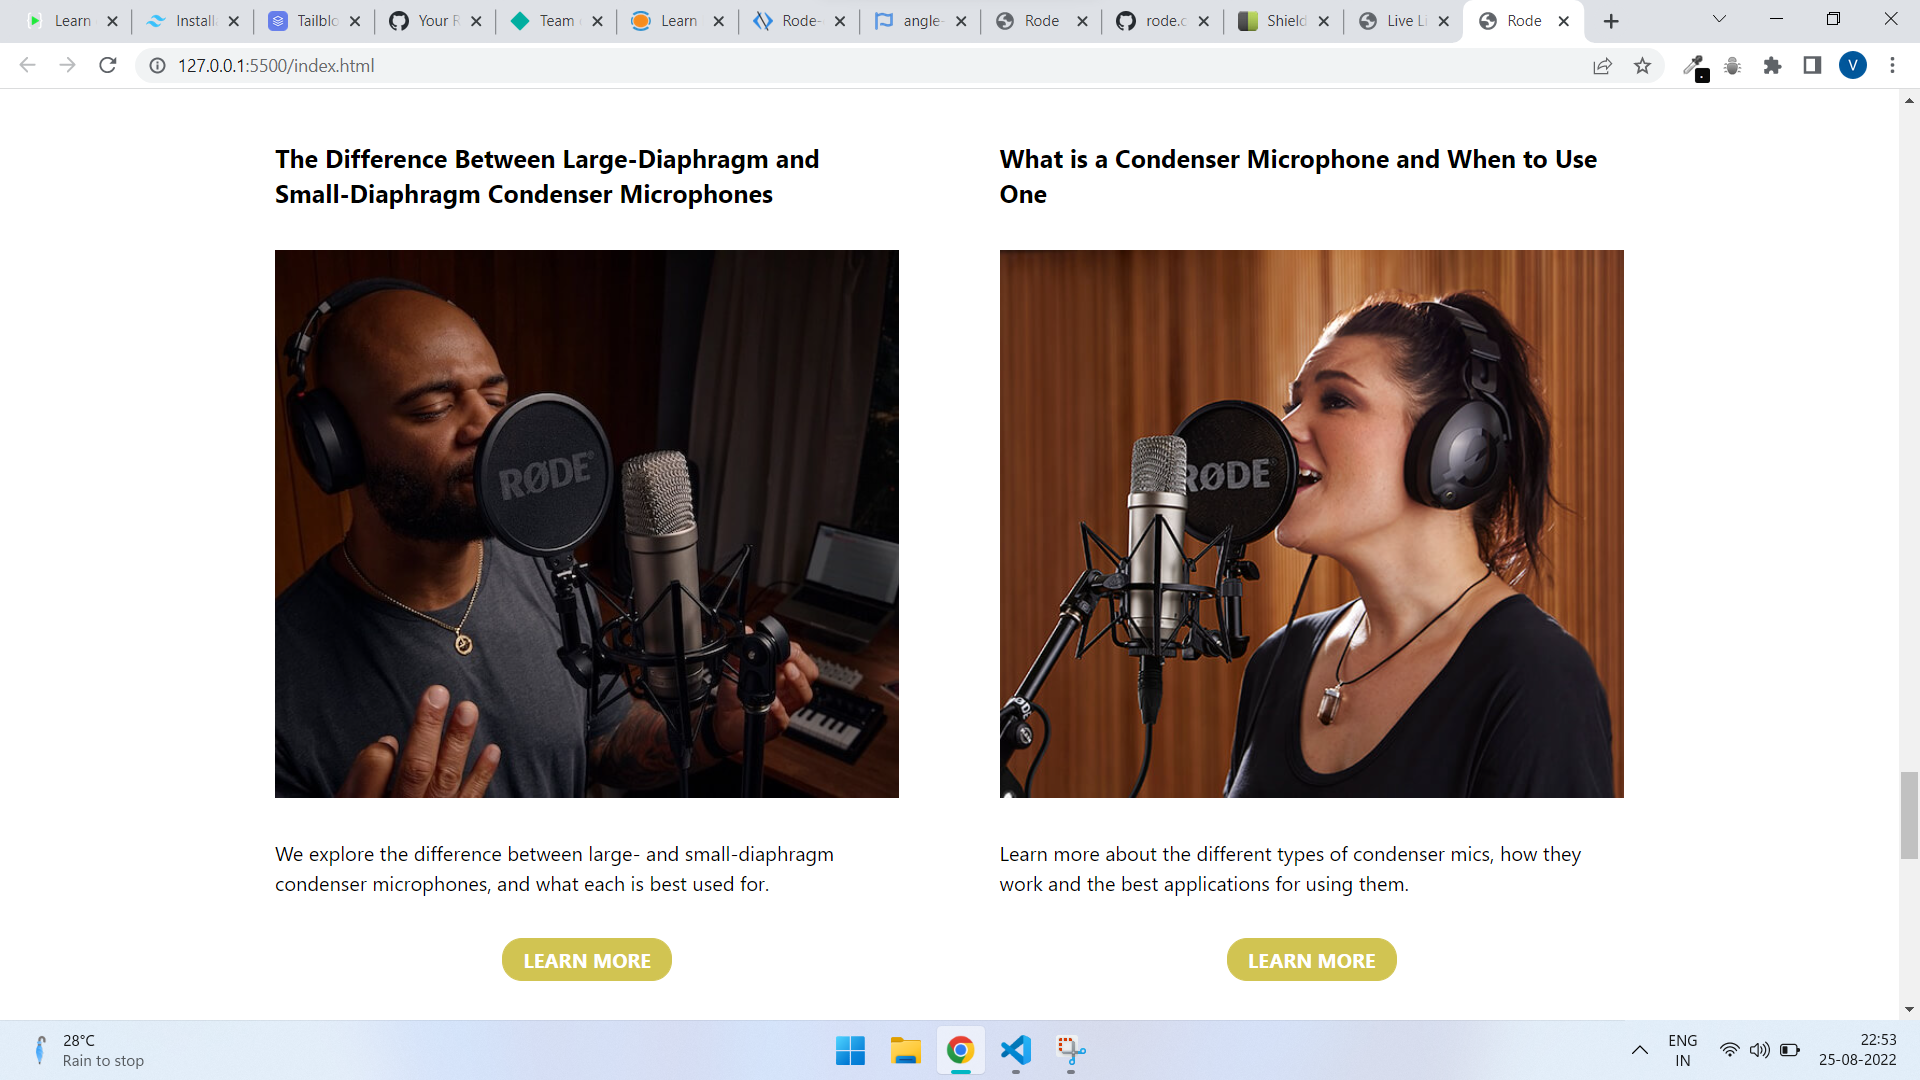 Learn
Install
Tailblo
Your R
Team
Learn
Rode-
angle-
Rode
rode.c
Shield
Live Li
Rode
127.0.0.1:5500/index.html
V
The Difference Between Large-Diaphragm and
Small-Diaphragm Condenser Microphones
What is a Condenser Microphone and When to Use
One
RØDE
RØDE
RØDE
We explore the difference between large- and small-diaphragm
condenser microphones, and what each is best used for.
Learn more about the different types of condenser mics, how they
work and the best applications for using them.
LEARN MORE
LEARN MORE
28°C
Rain to stop
ENG
IN
22:53
25-08-2022